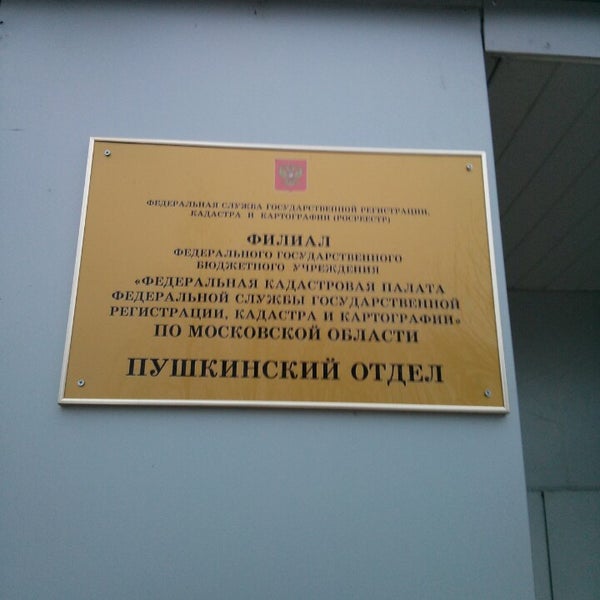 ФЕДЕРАЛЬНАЯ СЛУЖБА ГОСУДАРСТВЕННОЙ РЕГИСТРАЦИИ,
КАДАСТРА И КАРТОГРАФИИ (РОСРЕЕСТР)
ФИЛИАЛ
ФЕДЕРАЛЬНОГО ГОСУДАРСТВЕННОГО
БЮДЖЕТНОГО УЧРЕЖДЕНИЯ
«ФЕДЕРАЛЬНАЯ КАДАСТРОВАЯ ПАЛАТА
ФЕДЕРАЛЬНОЙ СЛУЖБЫ ГОСУДАРСТВЕННОЙ
РЕГИСТРАЦИИ, КАДАСТРА И КАРТОГРАФИИ»
ПО МОСКОВСКОЙ ОБЛАСТИ
ПУШКИНСКИЙ ОТДЕЛ